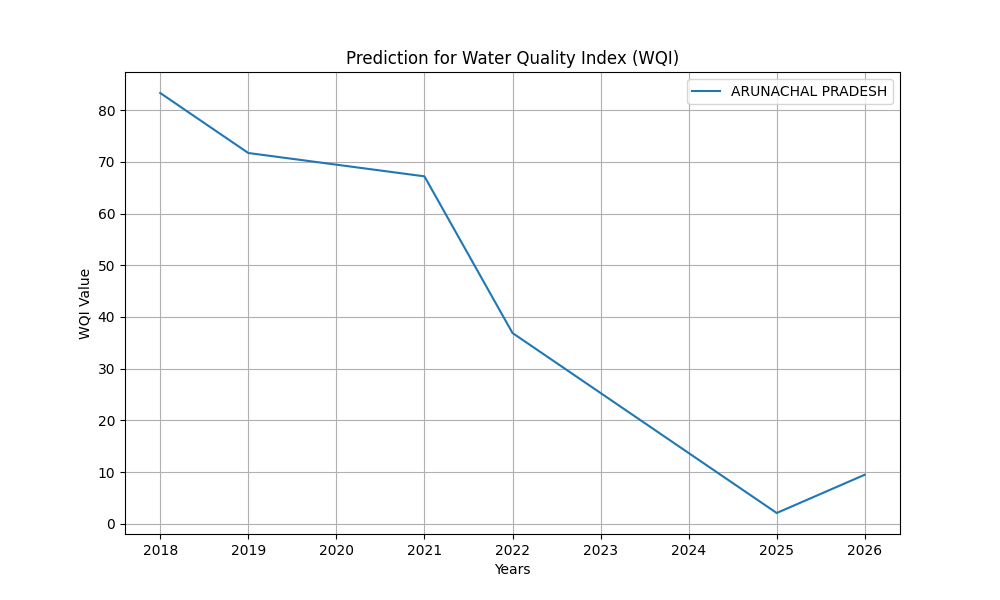 Prediction for Water Quality Index (WQI)
ARUNACHAL PRADESH
WQI Value
80
70
60
50
40
30
20
10
0
2018 2019 2020 2021 2022 2023 2024 2025 2026
Years